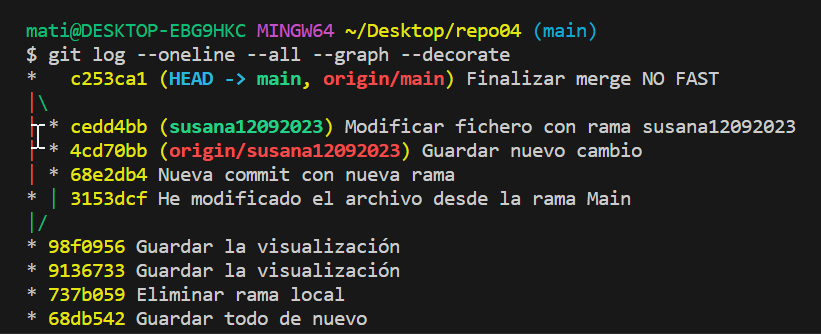 mati@DESKTOP-EBG9HKC MINGW64 ~/Desktop/repo04 (main)
$ git log --oneline --all --graph --decorate
*   c253ca1 (HEAD -> main, origin/main) Finalizar merge NO FAST
|\
| * cedd4bb (susana12092023) Modificar fichero con rama susana12092023
| * 4cd70bb (origin/susana12092023) Guardar nuevo cambio
| * 68e2db4 Nueva commit con nueva rama
* | 3153dcf He modificado el archivo desde la rama Main
|/
* 98f0956 Guardar la visualización
* 9136733 Guardar la visualización
* 737b059 Eliminar rama local
* 68db542 Guardar todo de nuevo